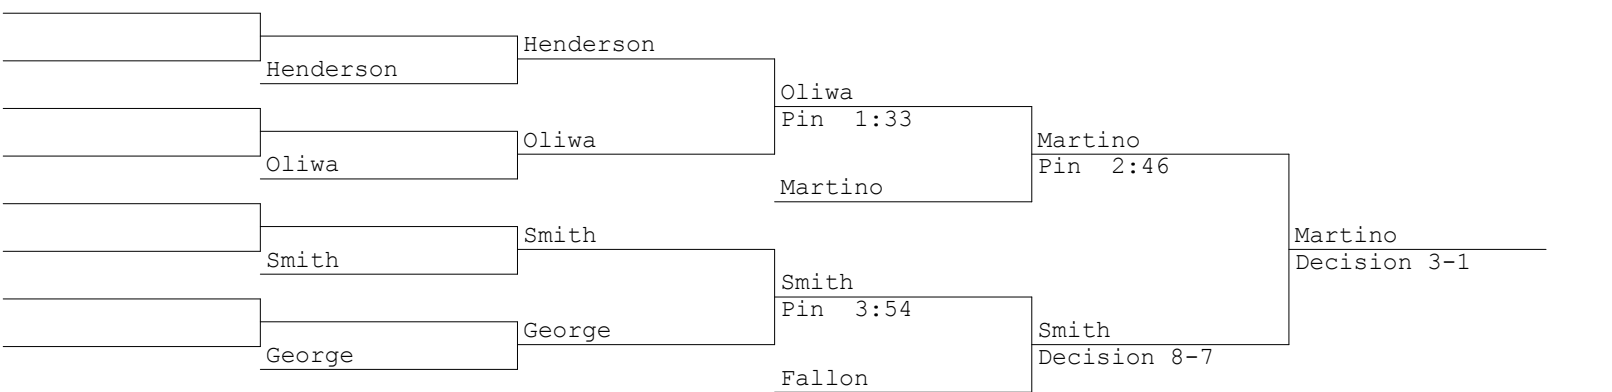 Henderson
Henderson
Oliwa
Pin 1:33
Oliwa
Martino
Oliwa
Pin 2:46
Martino
Smith
Martino
Smith
Decision 3-1
Smith
Pin 3:54
George
Smith
George
Decision 8-7
Fallon